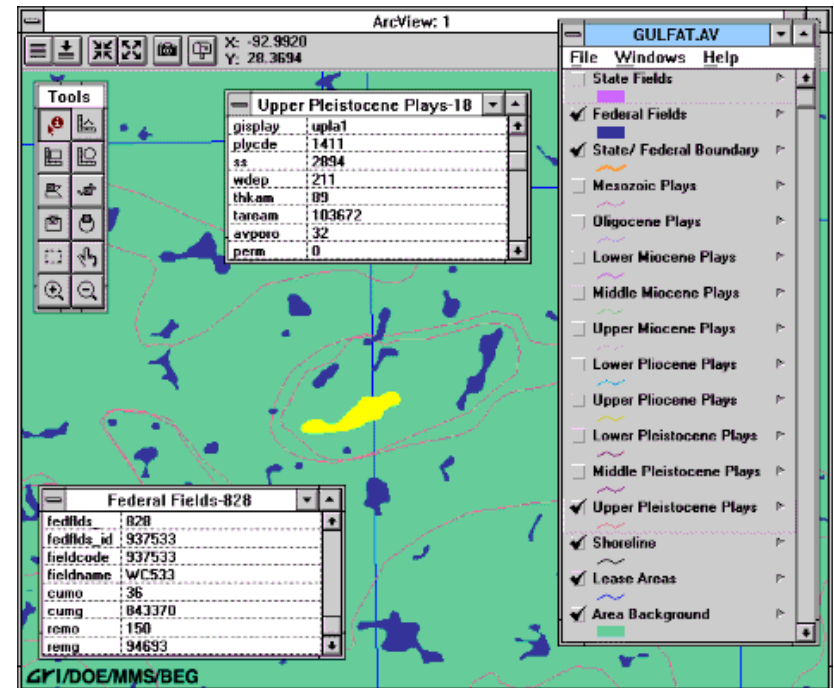 ArcView: 1
X: -92.9920
Y: 28.3694
Tools
Upper Pleistocene Plays-18
gisplay upla1
plycde 1411
ss 2894
wdep 211
thkam 89
taream 103672
avporo 32
perm 0
GULFAT.AV
File Windows Help
State Fields
Federal Fields
State/ Federal Boundary
Mesozoic Plays
Oligocene Plays
Lower Miocene Plays
Middle Miocene Plays
Upper Miocene Plays
Lower Pliocene Plays
Upper Pliocene Plays
Lower Pleistocene Plays
Middle Pleistocene Plays
Upper Pleistocene Plays
Shoreline
Lease Areas
Area Background
Federal Fields-828
fedflds_ 828
fedflds_id 937533
fieldcode 937533
fieldname WC533
cumo 36
cumg 843370
remo 150
remg 94693
GRI/DOE/MMS/BEG